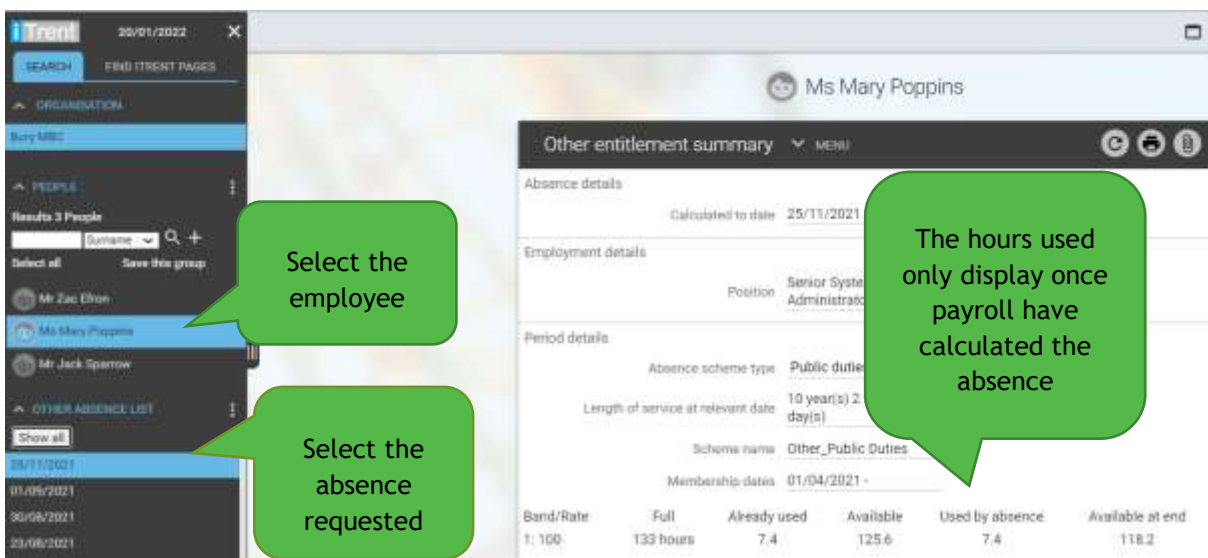 iTrent 20/01/2022 X
SEARCH FIND ITRENT PAGES
ORGANISATION
Bury MBC
PEOPLE
Results 3 People
Surname
Select all Save this group
Mr Zac Efron
Ms Mary Poppins
Mr Jack Sparrow
OTHER ABSENCE LIST
Show all
25/11/2021
01/09/2021
30/08/2021
23/08/2021
Select the
employee
Select the
absence
requested
Ms Mary Poppins
Other entitlement summary MENU
Absence details
Calculated to date 25/11/2021
Employment details
Position Senior
Period details
Absence scheme type Public
Length of service at relevant date 10 year(s) 2
day(s)
Scheme name Other_Public Duties
Membership dates 01/04/2021 -
Band/Rate Full Already used Available Used by absence Available at end
1: 100 133 hours 7.4 125.6 7.4 118.2
The hours used
only display once
payroll have
calculated the
absence